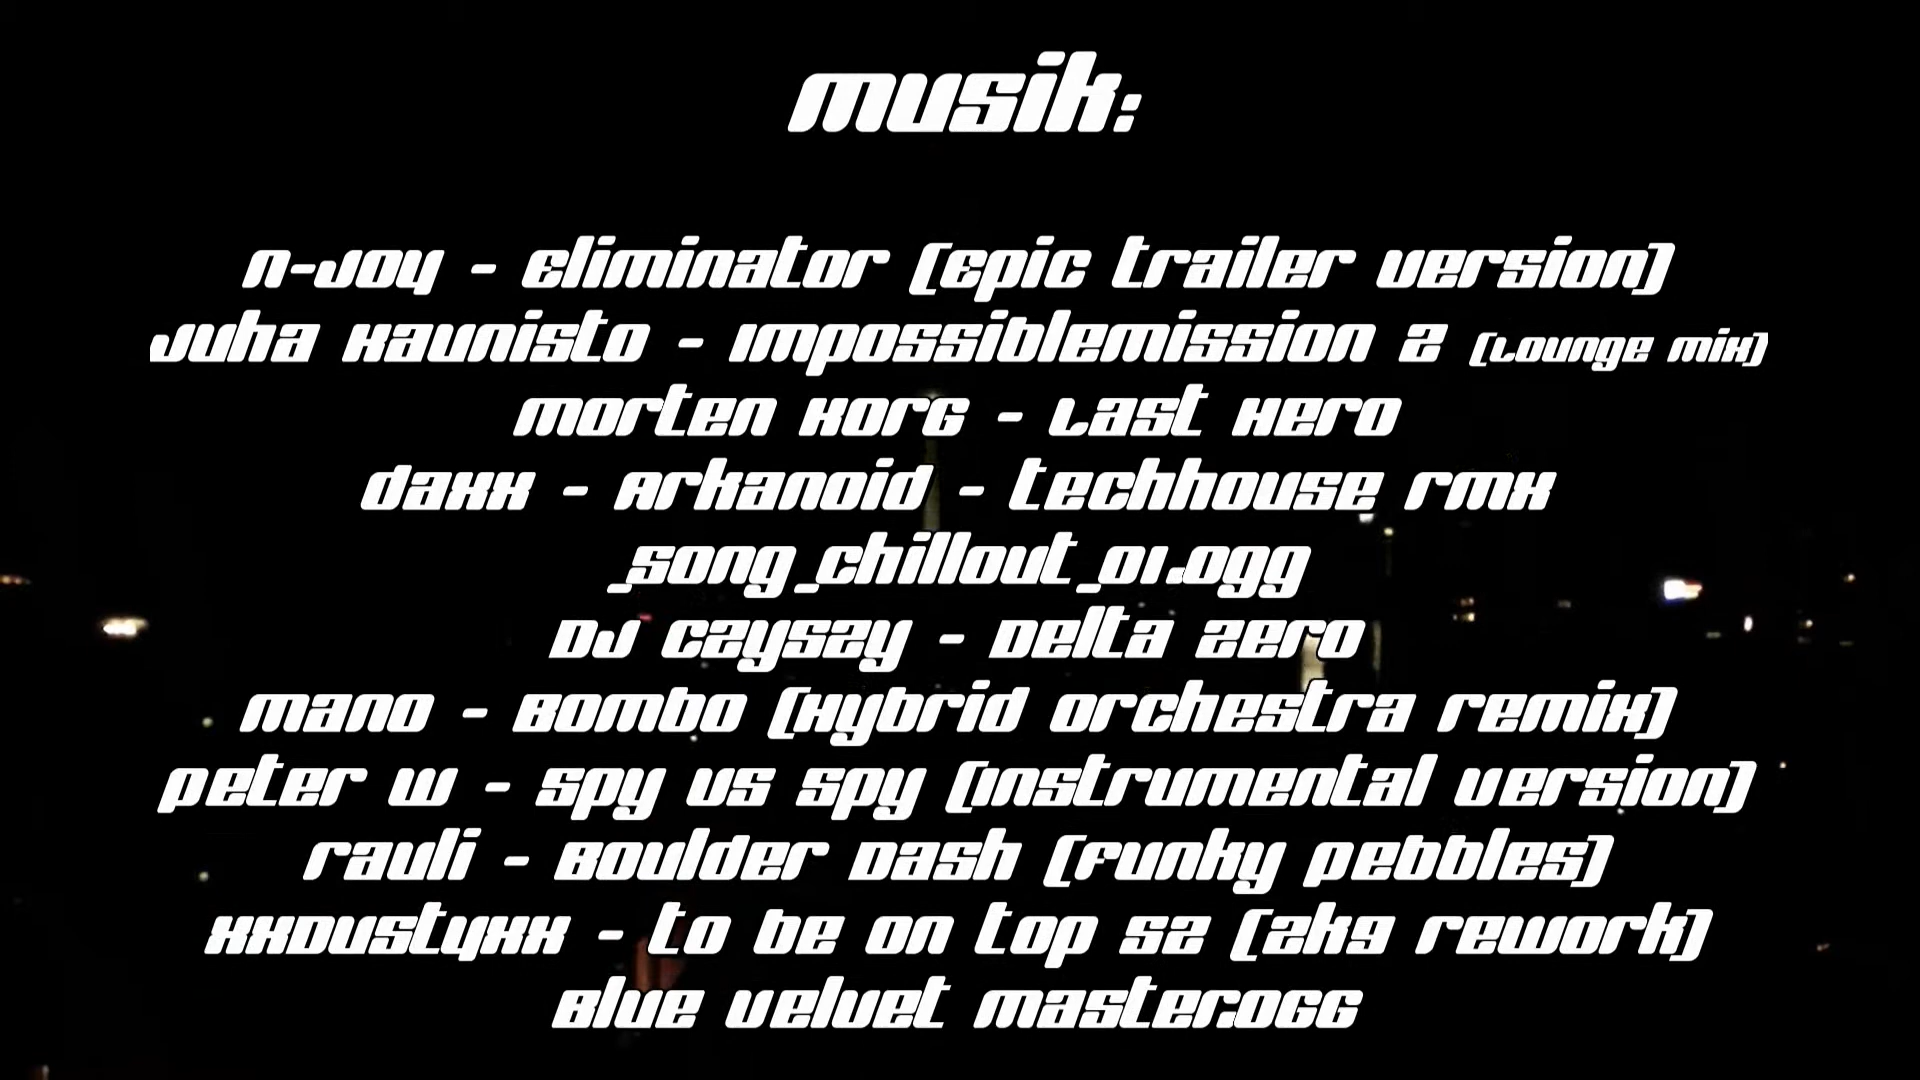 musik:
N-JOY - Eliminator (Epic trailer version)
Juha Kaunisto - Impossiblemission 2 (Lounge mix)
Morten Korg - Last Hero
Daxx - Arkanoid - techhouse rmx
_song_chillout_01.ogg
DJ Czyszy - Delta Zero
Mano - Bombo (Hybrid Orchestra remix)
Peter W - Spy vs Spy (Instrumental Version)
rauli - Boulder Dash (Funky pebbles)
xxDustyxx - to be on top S2 (2k9 rework)
Blue Velvet Master.OGG